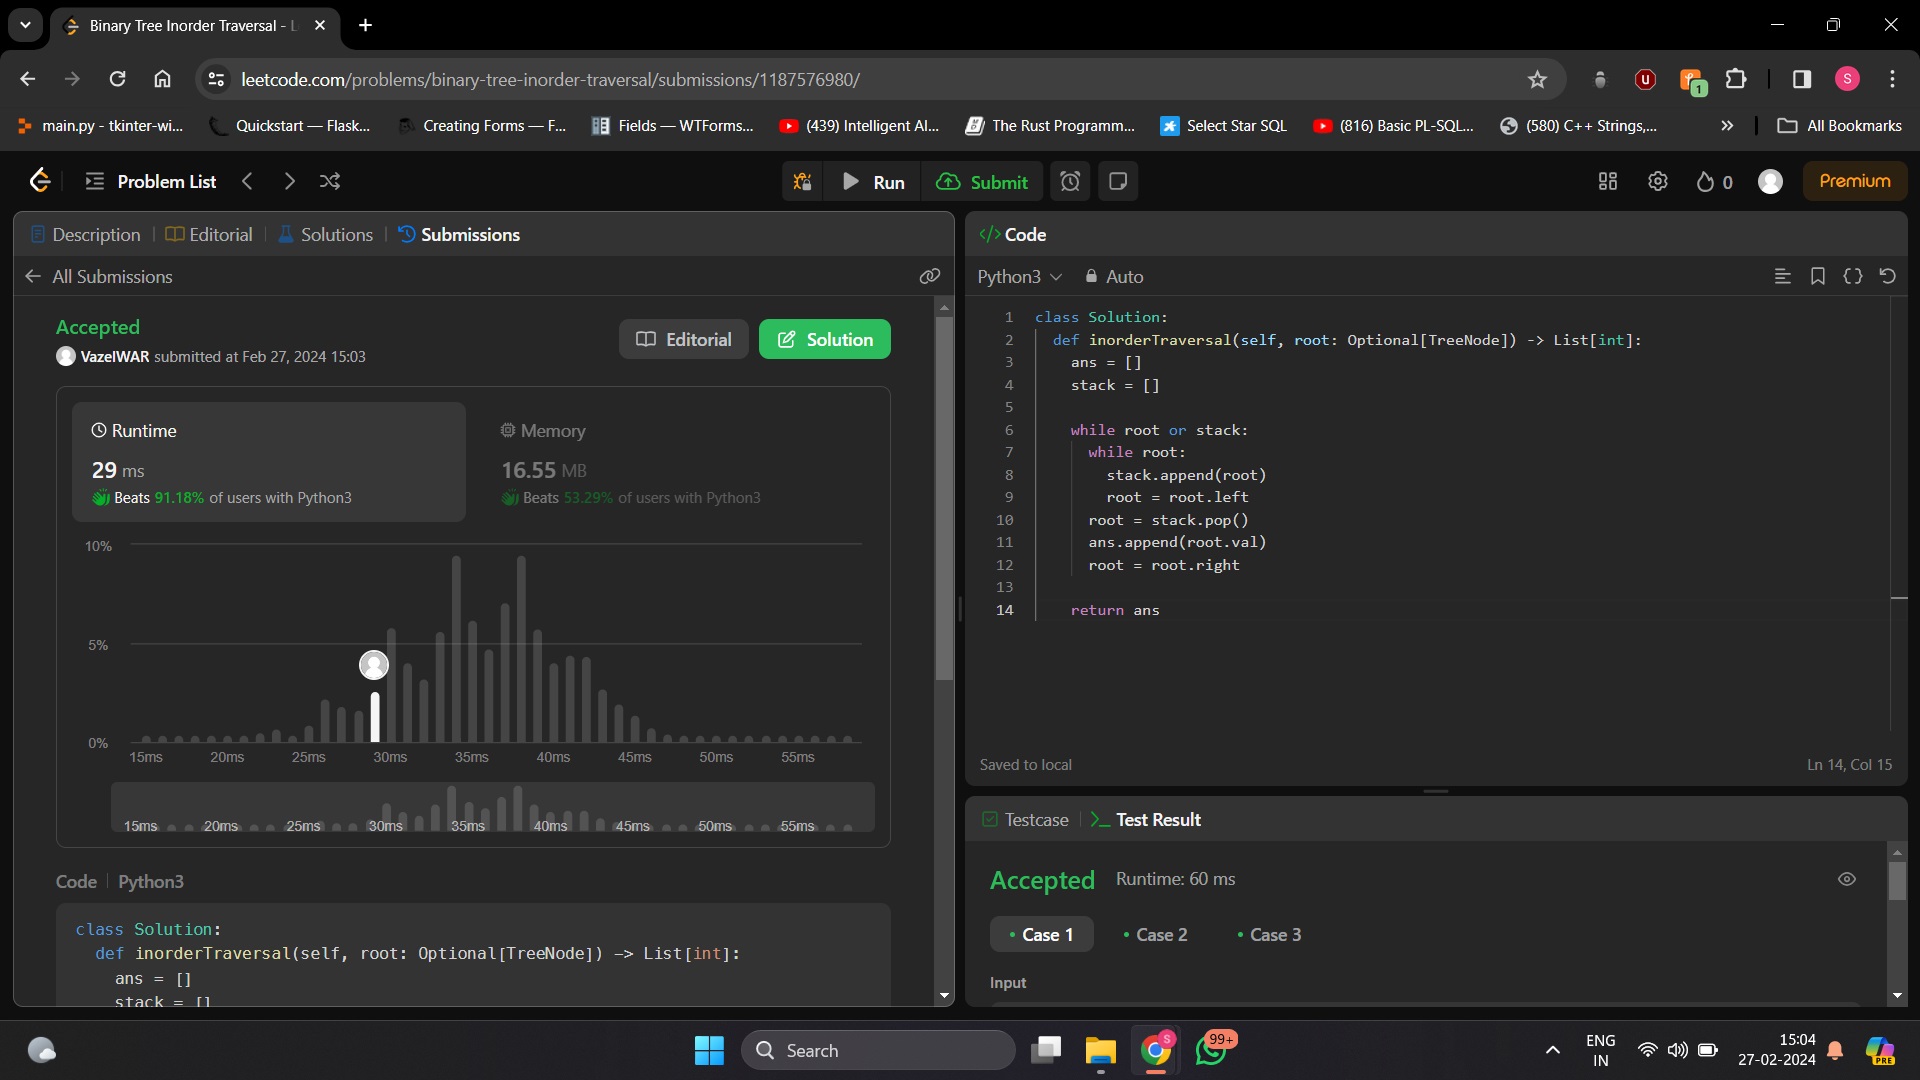 Binary Tree Inorder Traversal - L
leetcode.com/problems/binary-tree-inorder-traversal/submissions/1187576980/
1
S
main.py - tkinter-wi...
Quickstart — Flask...
Creating Forms — F...
Fields — WTForms...
(439) Intelligent AI...
The Rust Programm...
Select Star SQL
(816) Basic PL-SQL...
(580) C++ Strings,...
All Bookmarks
Problem List
Run
Submit
0
Premium
Description
Editorial
Solutions
Submissions
All Submissions
Accepted
VazelWAR submitted at Feb 27, 2024 15:03
Editorial
Solution
Runtime
29 ms
Beats 91.18% of users with Python3
Memory
16.55 MB
Beats 53.29% of users with Python3
10%
5%
0%
15ms 20ms 25ms 30ms 35ms 40ms 45ms 50ms 55ms
15ms 20ms 25ms 30ms 35ms 40ms 45ms 50ms 55ms
Code Python3
class Solution:
def inorderTraversal(self, root: Optional[TreeNode]) -> List[int]:
ans = []
stack = []
Code
Python3 Auto
1 class Solution:
2 def inorderTraversal(self, root: Optional[TreeNode]) -> List[int]:
3 ans = []
4 stack = []
5
6 while root or stack:
7 while root:
8 stack.append(root)
9 root = root.left
10 root = stack.pop()
11 ans.append(root.val)
12 root = root.right
13
14 return ans
Saved to local
Ln 14, Col 15
Testcase
Test Result
Accepted Runtime: 60 ms
Case 1
Case 2
Case 3
Input
Search
S
99+
ENG
IN
15:04
27-02-2024
PRE